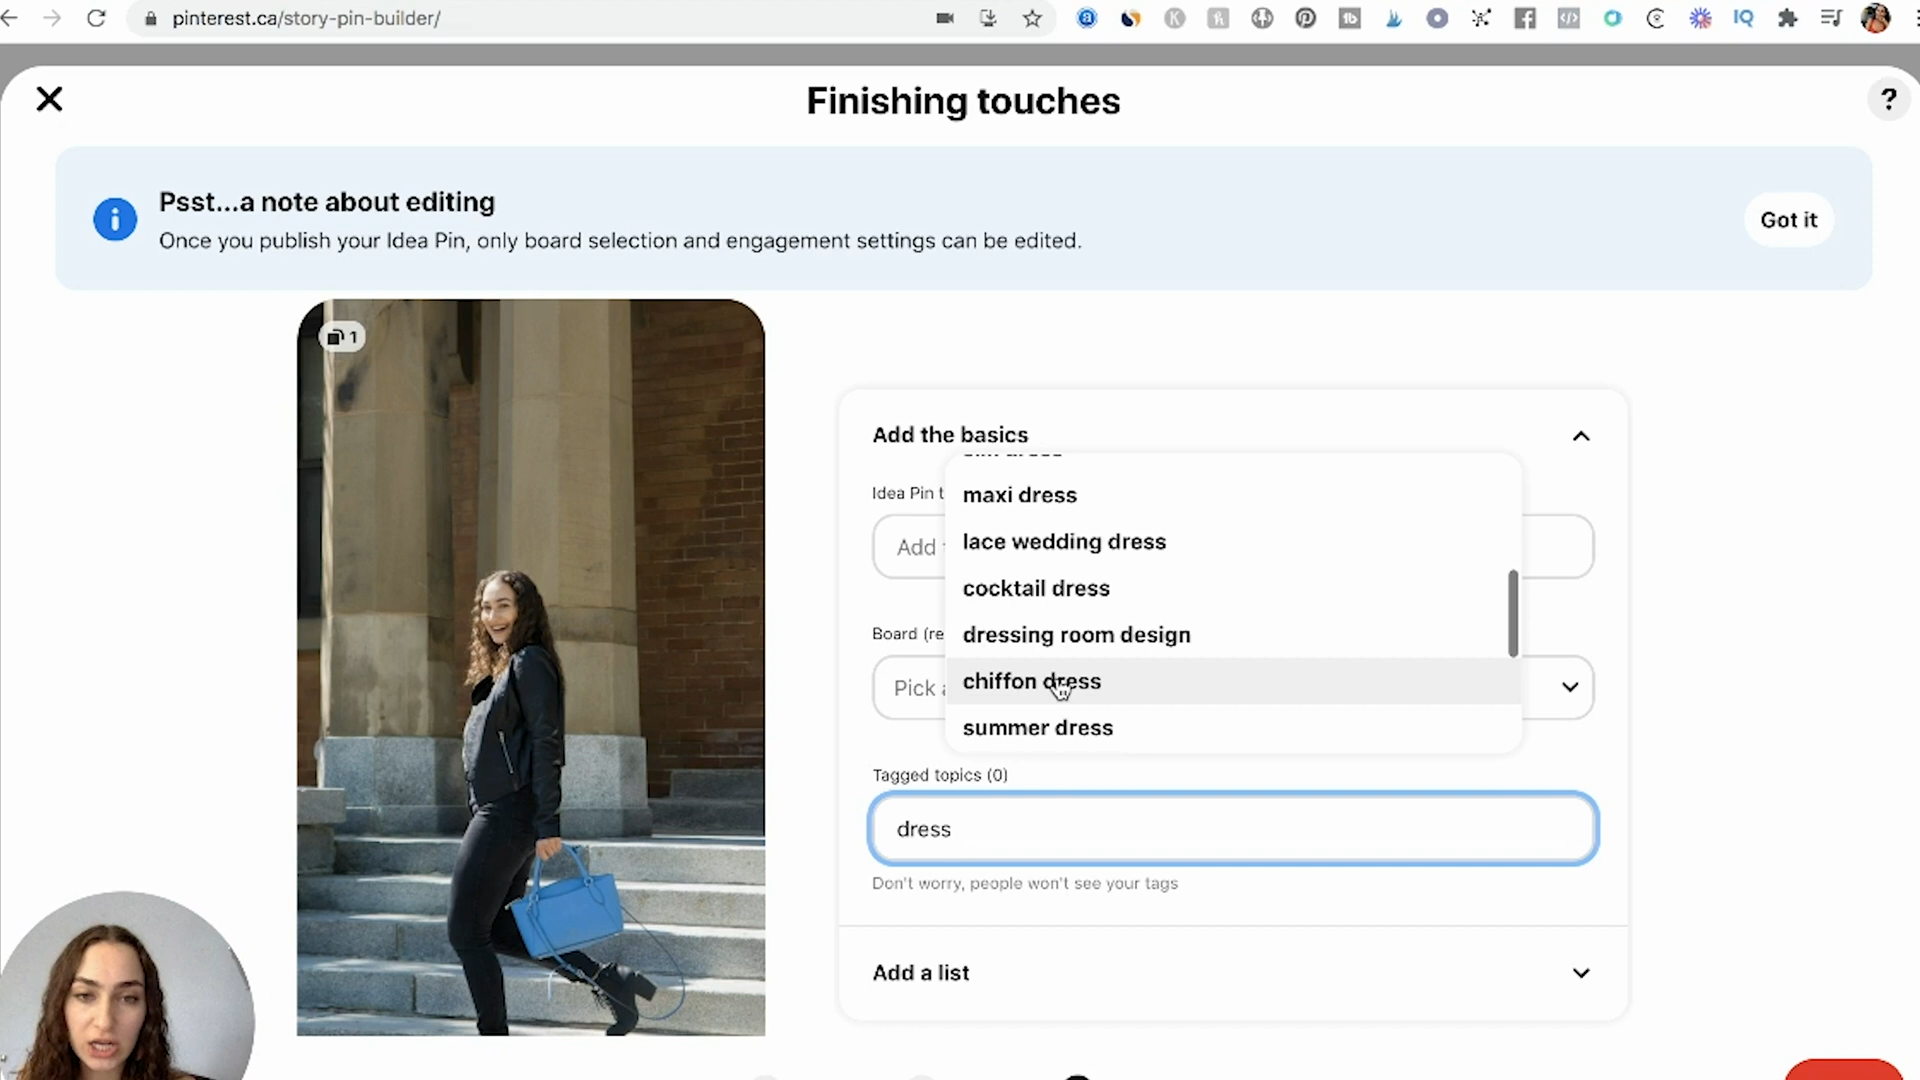 pinterest.ca/story-pin-builder/
Finishing touches
?
Psst...a note about editing
Once you publish your Idea Pin, only board selection and engagement settings can be edited.
Got it
1
Add the basics
Idea Pin t
Add
maxi dress
lace wedding dress
cocktail dress
Board (re
dressing room design
Pick a
chiffon dress
summer dress
Tagged topics (0)
dress
Don't worry, people won't see your tags
Add a list